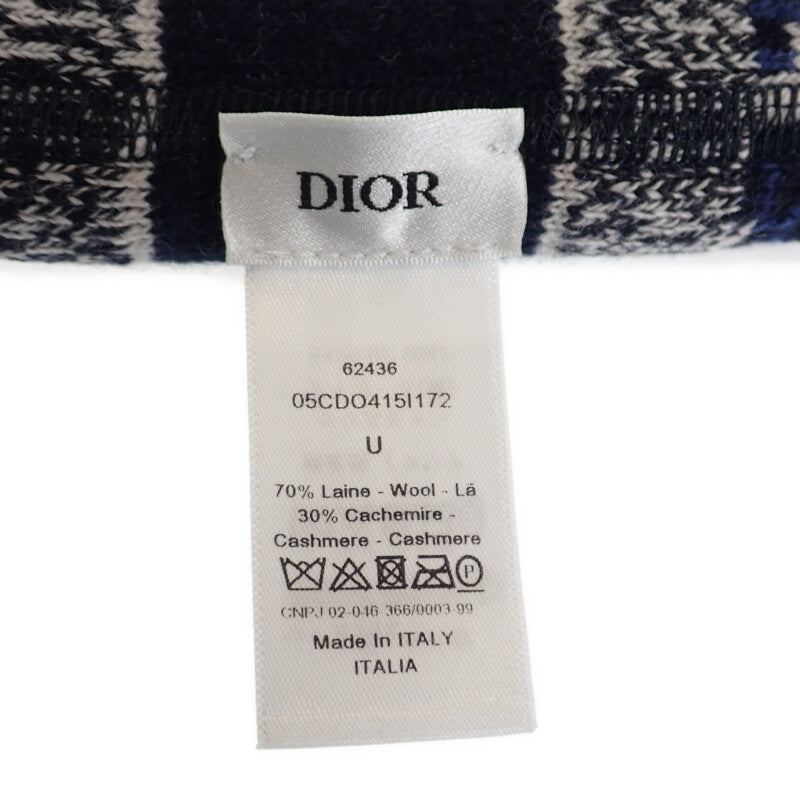 DIOR
62436
05CDO415I172
U
70% Laine - Wool - Lã
30% Cachemire -
Cashmere - Cashmere
P
CNPJ 02-046 366/0003-99
Made In ITALY
ITALIA